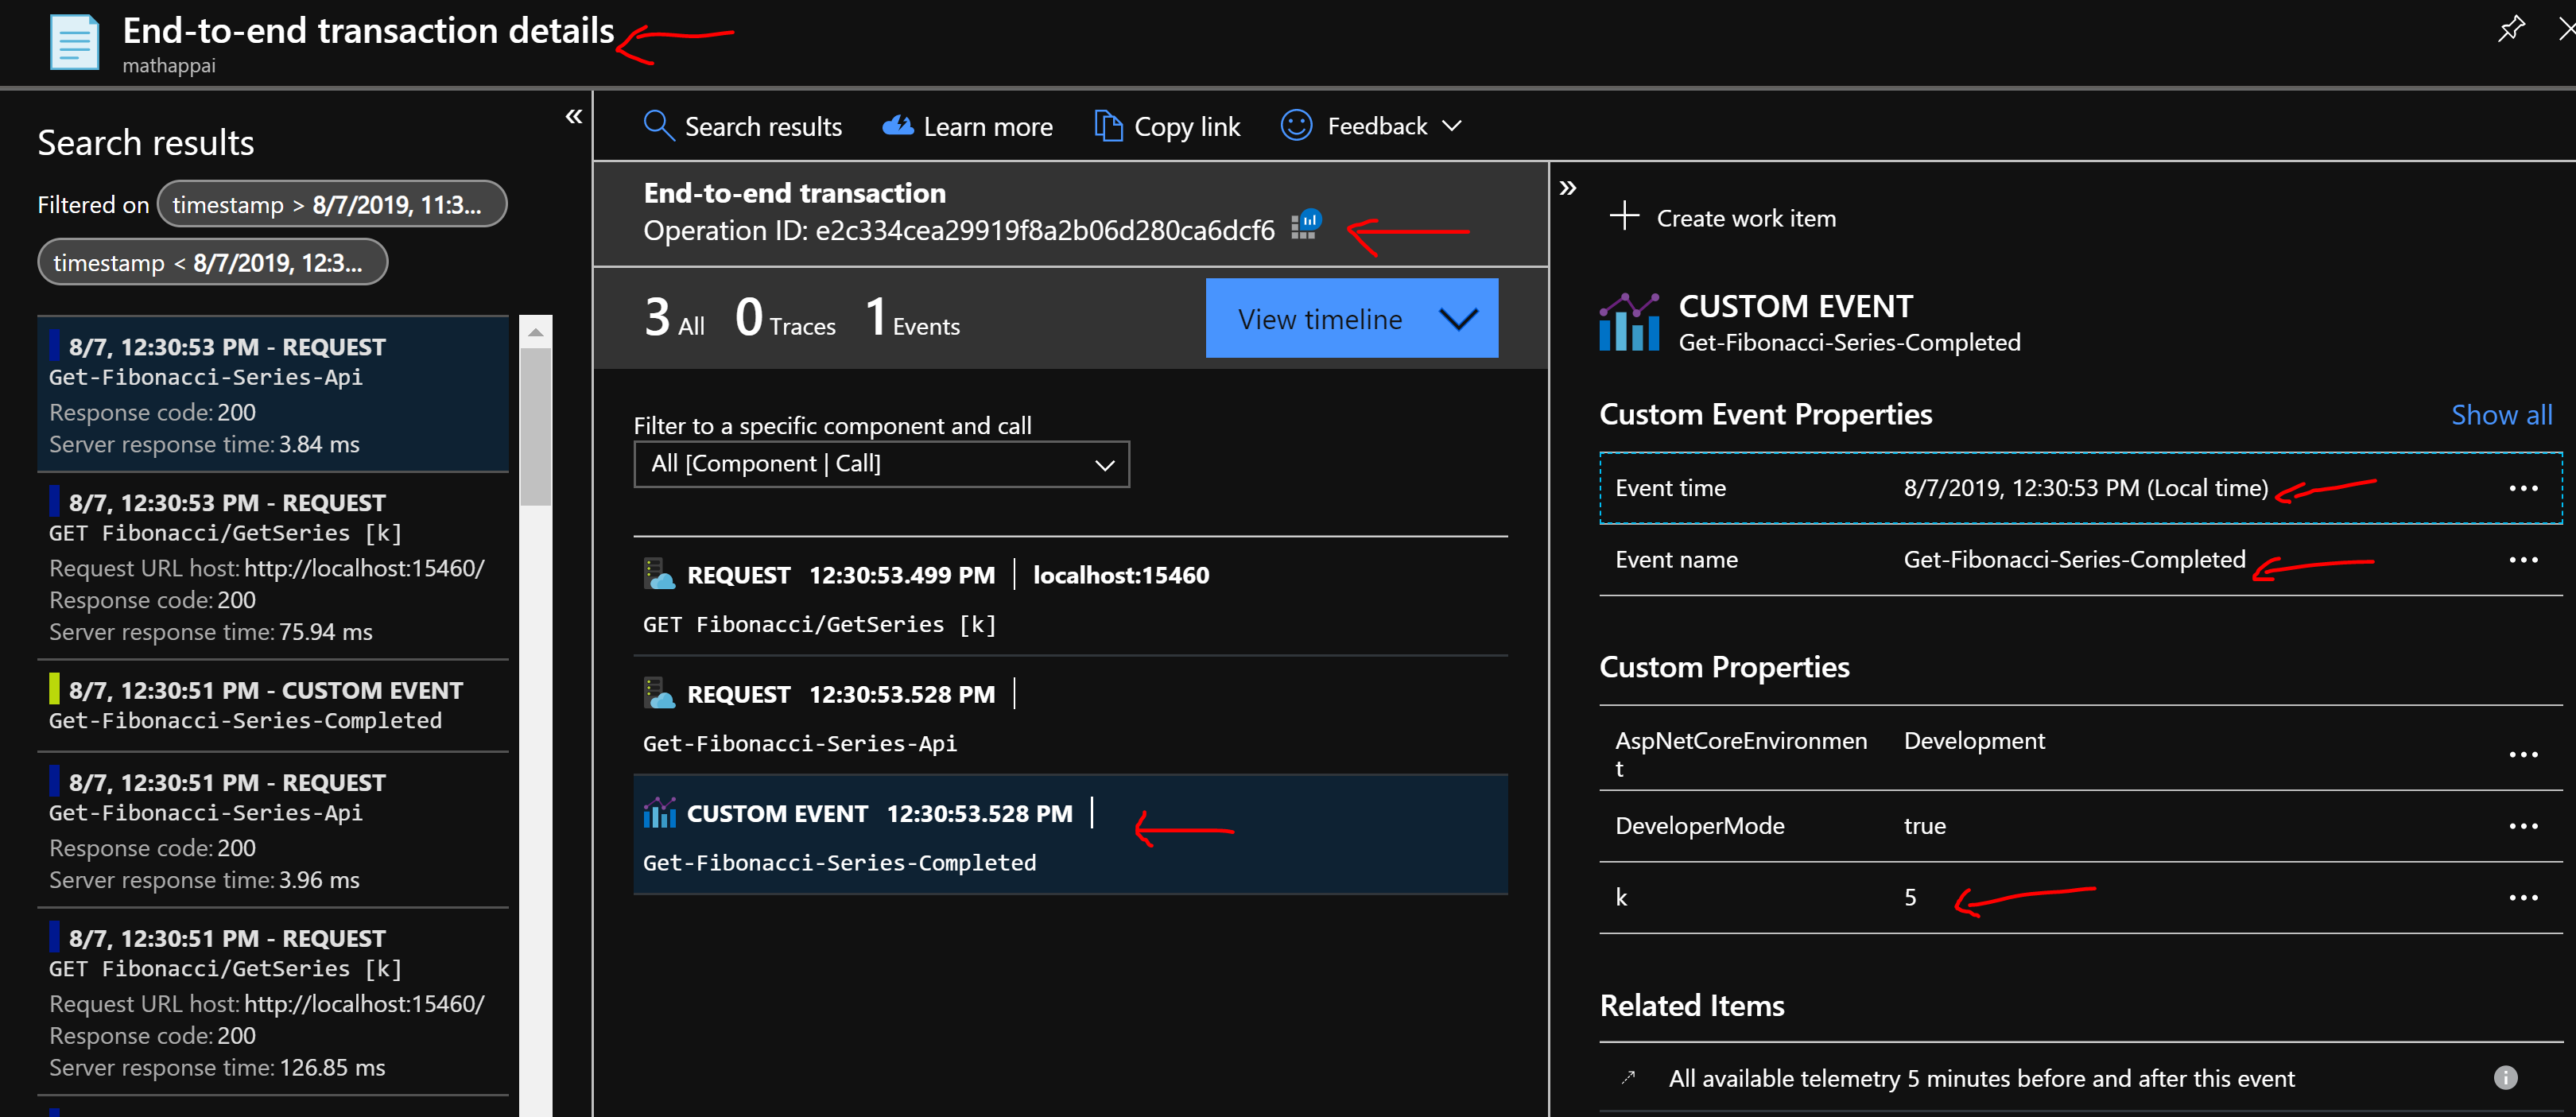 End-to-end transaction details
mathappai
Search results
Filtered on timestamp > 8/7/2019, 11:3...
timestamp < 8/7/2019, 12:3...
8/7, 12:30:53 PM - REQUEST
Get-Fibonacci-Series-Api
Response code: 200
Server response time: 3.84 ms
8/7, 12:30:53 PM - REQUEST
GET Fibonacci/GetSeries [k]
Request URL host: http://localhost:15460/
Response code: 200
Server response time: 75.94 ms
8/7, 12:30:51 PM - CUSTOM EVENT
Get-Fibonacci-Series-Completed
8/7, 12:30:51 PM - REQUEST
Get-Fibonacci-Series-Api
Response code: 200
Server response time: 3.96 ms
8/7, 12:30:51 PM - REQUEST
GET Fibonacci/GetSeries [k]
Request URL host: http://localhost:15460/
Response code: 200
Server response time: 126.85 ms
Search results Learn more Copy link Feedback
End-to-end transaction
Operation ID: e2c334cea29919f8a2b06d280ca6dcf6
3 All 0 Traces 1 Events
View timeline
Filter to a specific component and call
All [Component | Call]
REQUEST 12:30:53.499 PM | localhost:15460
GET Fibonacci/GetSeries [k]
REQUEST 12:30:53.528 PM |
Get-Fibonacci-Series-Api
CUSTOM EVENT 12:30:53.528 PM |
Get-Fibonacci-Series-Completed
Create work item
CUSTOM EVENT
Get-Fibonacci-Series-Completed
Custom Event Properties Show all
Event time 8/7/2019, 12:30:53 PM (Local time) ...
Event name Get-Fibonacci-Series-Completed ...
Custom Properties
AspNetCoreEnvironmen Development ...
t
DeveloperMode true ...
k 5 ...
Related Items
All available telemetry 5 minutes before and after this event